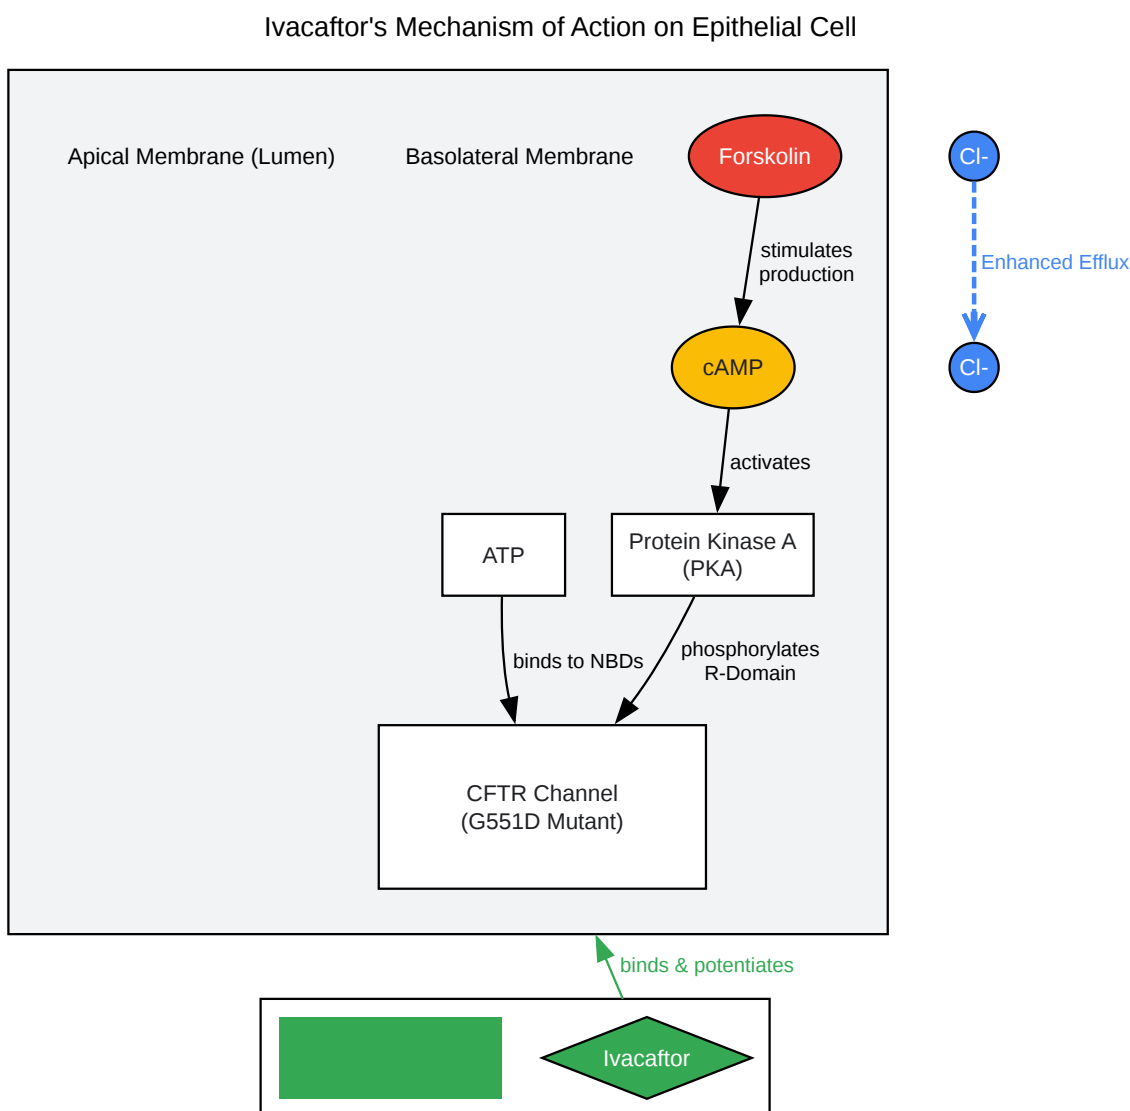 Ivacaftor's Mechanism of Action on Epithelial Cell
Apical Membrane (Lumen)
Basolateral Membrane
Forskolin
Cl-
stimulates
production
Enhanced Efflux
cAMP
Cl-
activates
ATP
Protein Kinase A
(PKA)
binds to NBDs
phosphorylates
R-Domain
CFTR Channel
(G551D Mutant)
binds & potentiates
Ivacaftor